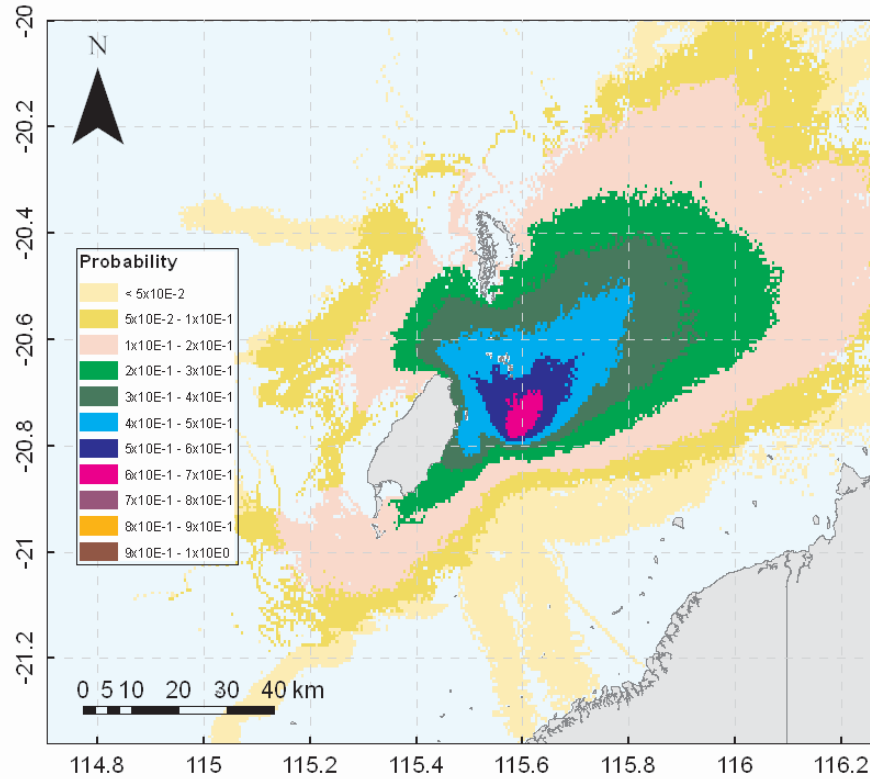 -20
N
-20.2
-20.4
Probability
< 5x10E-2
5x10E-2 - 1x10E-1
1x10E-1 - 2x10E-1
2x10E-1 - 3x10E-1
3x10E-1 - 4x10E-1
4x10E-1 - 5x10E-1
5x10E-1 - 6x10E-1
6x10E-1 - 7x10E-1
7x10E-1 - 8x10E-1
8x10E-1 - 9x10E-1
9x10E-1 - 1x10E0
-20.6
-20.8
-21
-21.2
0 5 10 20 30 40 km
114.8 115 115.2 115.4 115.6 115.8 116 116.2